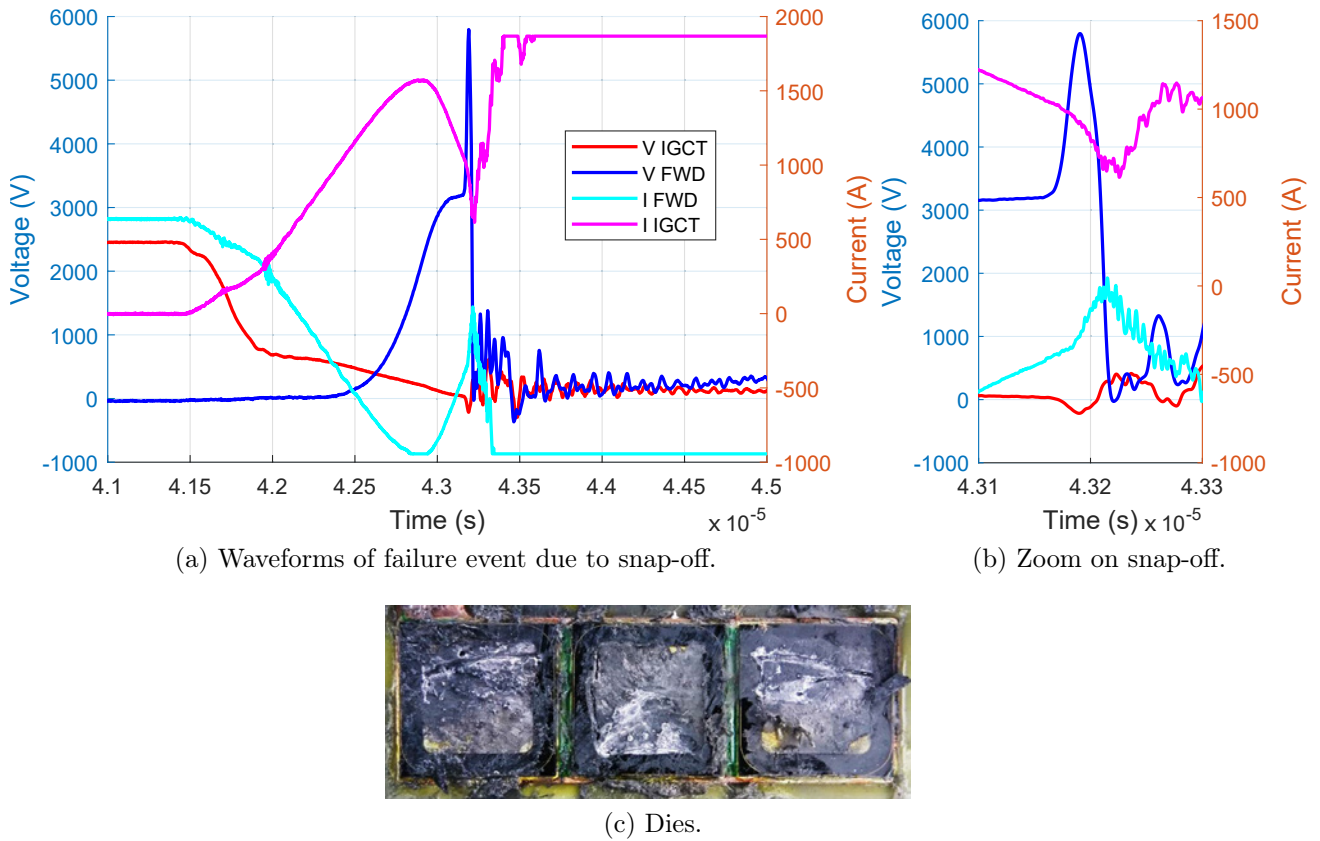 6000
5000
4000
3000
2000
1000
0
-1000
Voltage (V)
2000
1500
1000
500
0
-500
-1000
Current (A)
V IGCT
V FWD
I FWD
I IGCT
4.1 4.15 4.2 4.25 4.3 4.35 4.4 4.45 4.5
Time (s)
x 10-5
(a) Waveforms of failure event due to snap-off.
6000
5000
4000
3000
2000
1000
0
-1000
Voltage (V)
1500
1000
500
0
-500
-1000
Current (A)
4.31 4.32 4.33
Time (s) x 10-5
(b) Zoom on snap-off.
(c) Dies.